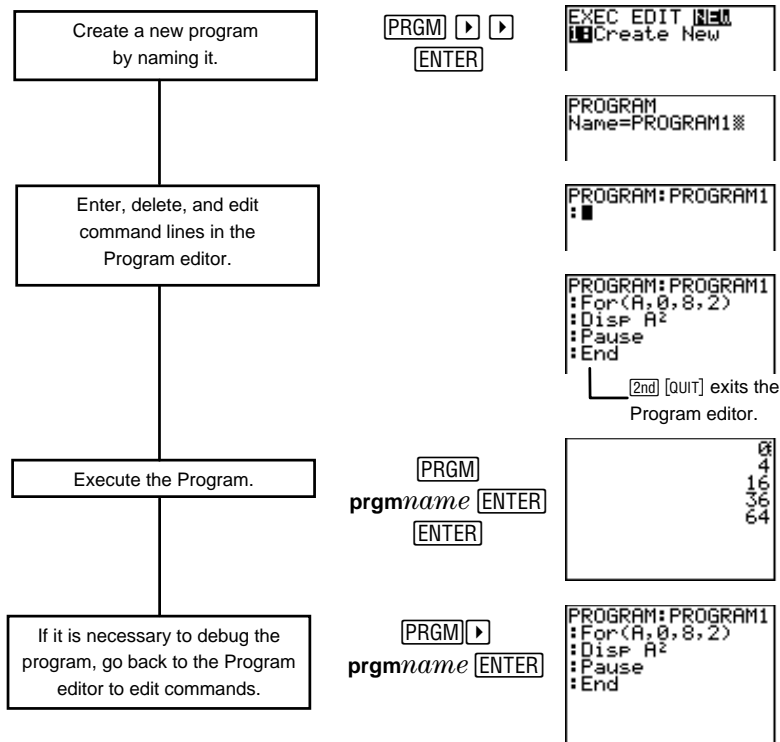 Create a new program
by naming it.
PRGM
ENTER
EXEC EDIT NEW
1:Create New
PROGRAM
Name=PROGRAM1
Enter, delete, and edit
command lines in the
Program editor.
PROGRAM:PROGRAM1
:
PROGRAM:PROGRAM1
:For(A,0,8,2)
:Disp A²
:Pause
:End
2nd [QUIT] exits the
Program editor.
Execute the Program.
PRGM
prgmname ENTER
ENTER
0
4
16
36
64
If it is necessary to debug the
program, go back to the Program
editor to edit commands.
PRGM
prgmname ENTER
PROGRAM:PROGRAM1
:For(A,0,8,2)
:Disp A²
:Pause
:End